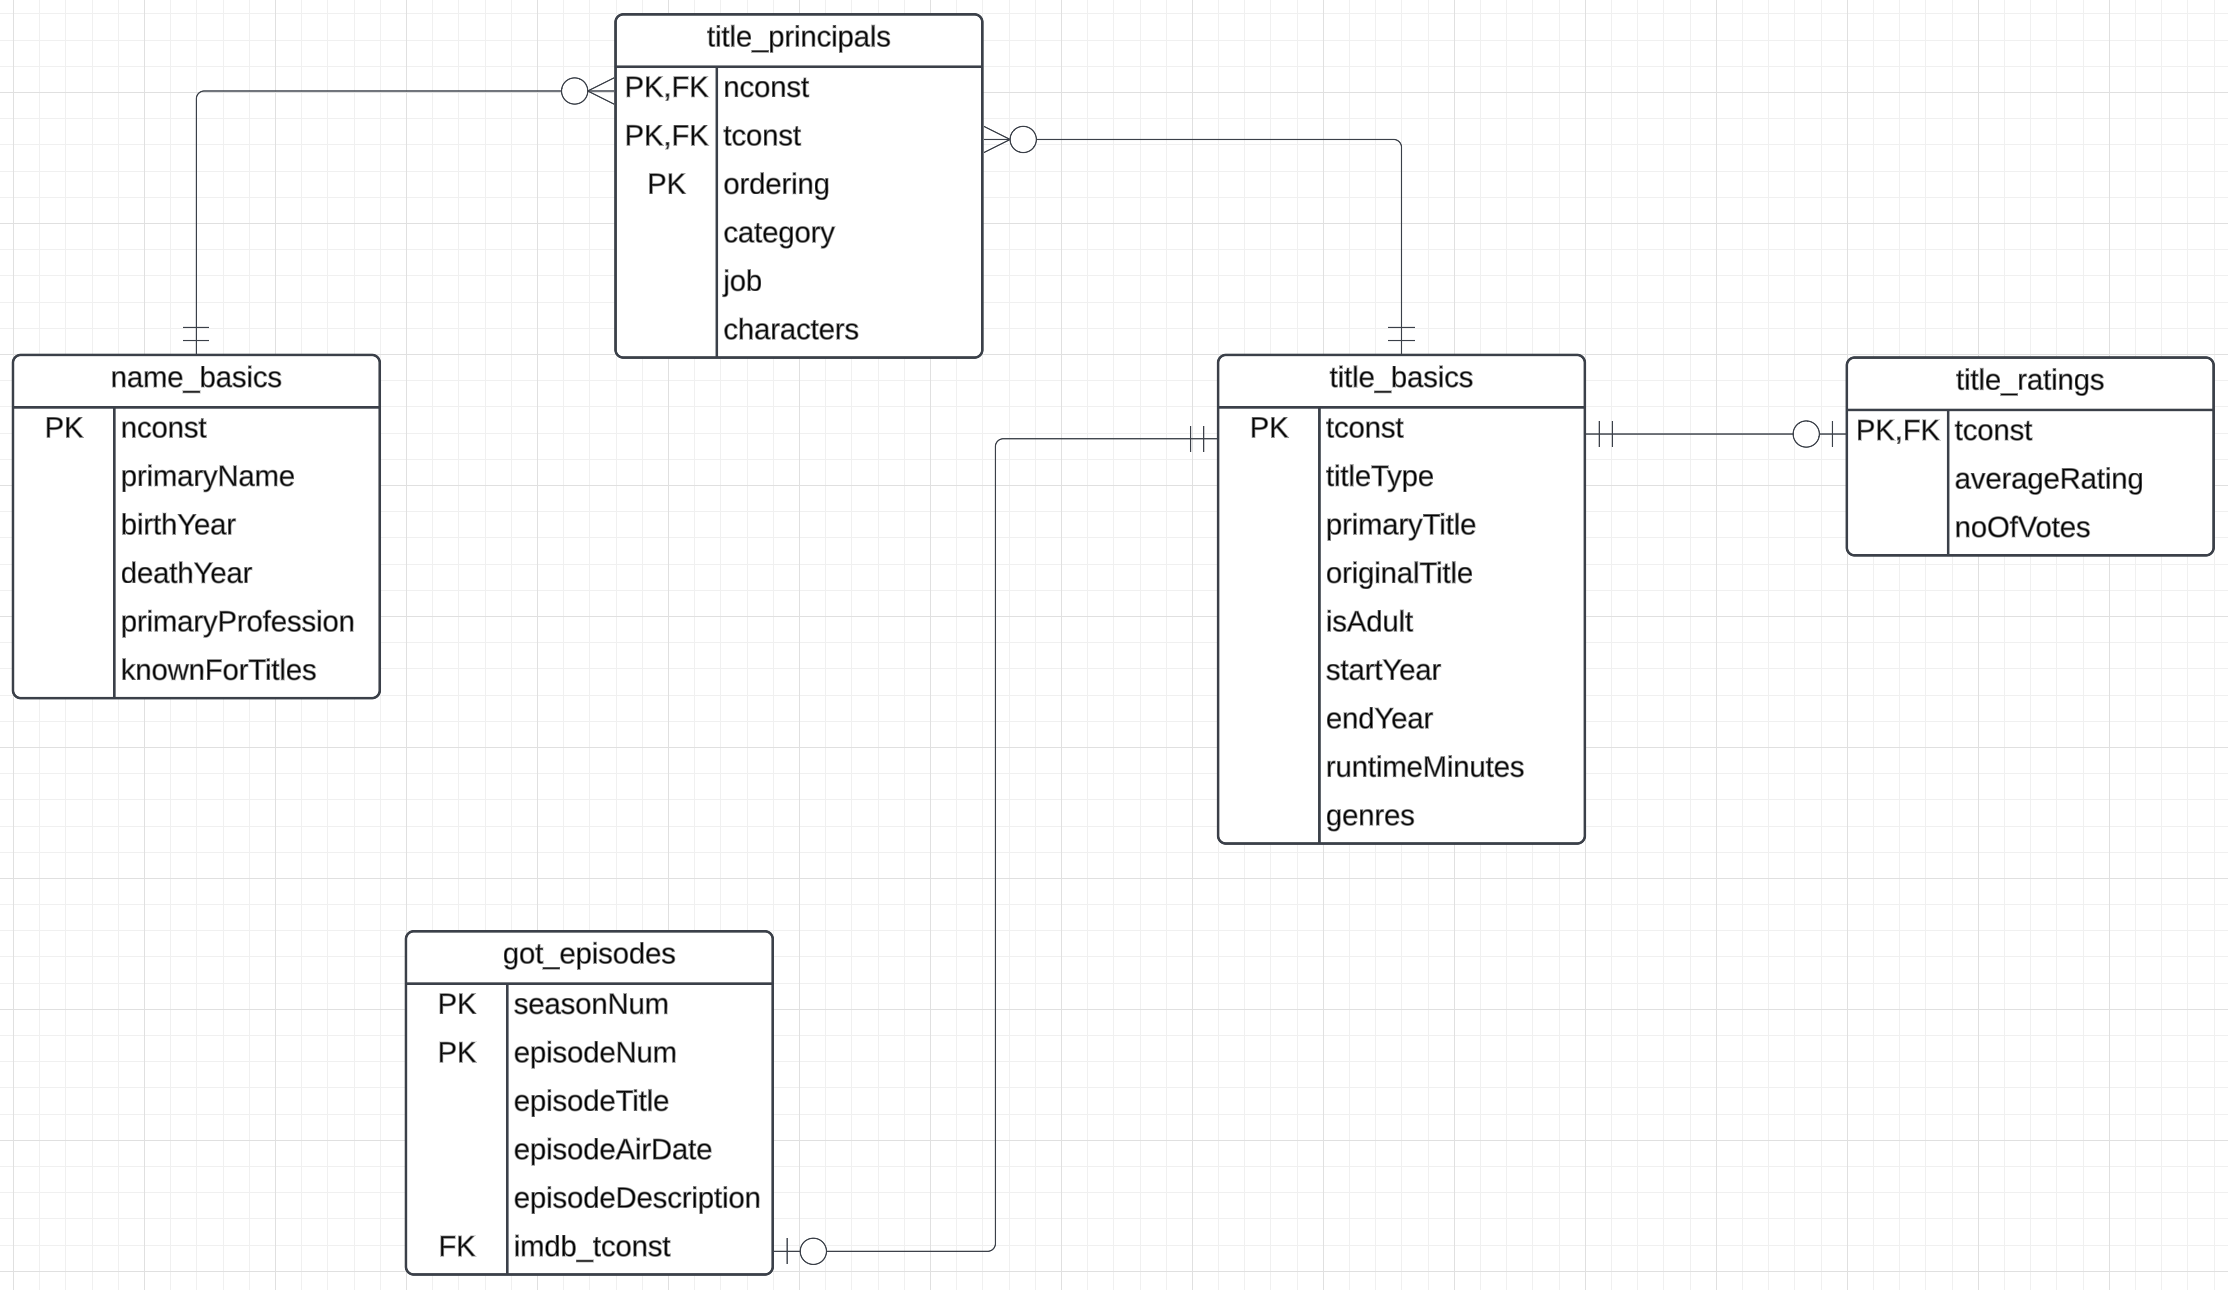 title_principals
PK,FK nconst
PK,FK tconst
PK ordering
category
job
characters
name_basics
PK nconst
primaryName
birthYear
deathYear
primaryProfession
knownForTitles
title_basics
PK tconst
titleType
primaryTitle
originalTitle
isAdult
startYear
endYear
runtimeMinutes
genres
title_ratings
PK,FK tconst
averageRating
noOfVotes
got_episodes
PK seasonNum
PK episodeNum
episodeTitle
episodeAirDate
episodeDescription
FK imdb_tconst